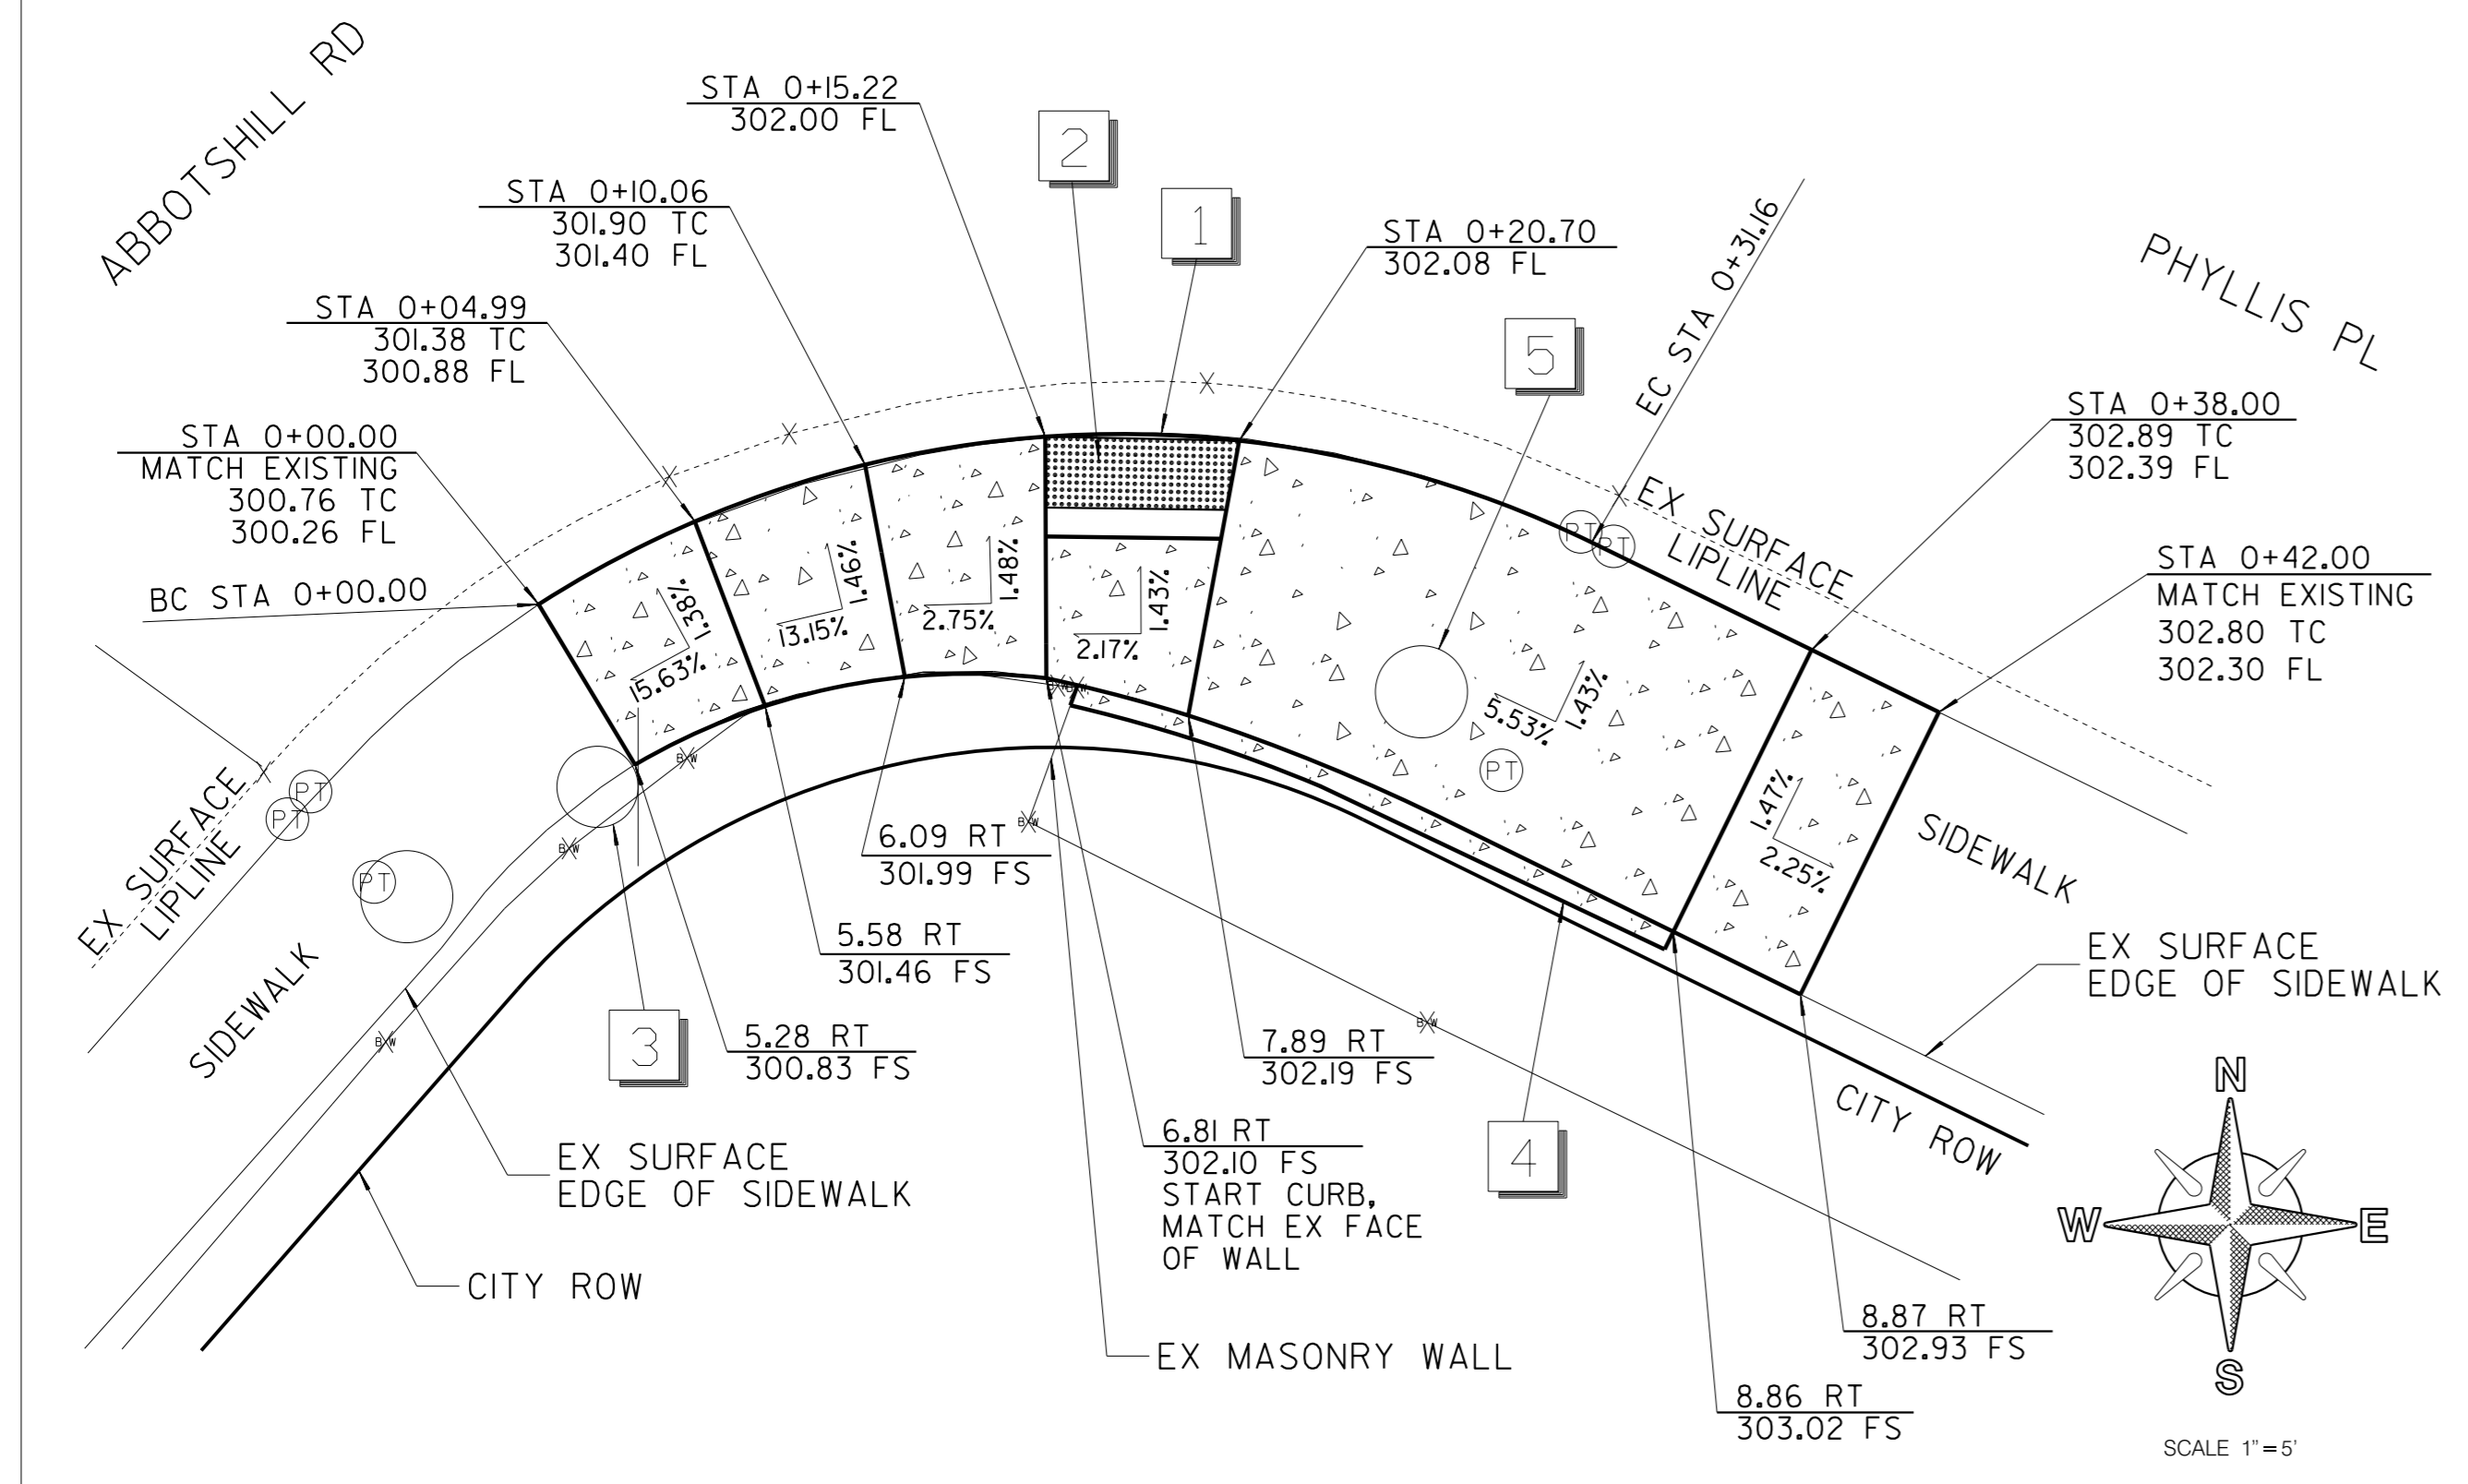 ABBOTSHILL RD
STA 0+15.22
302.00 FL
2
1
STA 0+10.06
301.90 TC
301.40 FL
STA 0+20.70
302.08 FL
EC STA 0+31.16
PHYLLIS PL
STA 0+04.99
301.38 TC
300.88 FL
5
STA 0+38.00
302.89 TC
302.39 FL
STA 0+00.00
MATCH EXISTING
300.76 TC
300.26 FL
BC STA 0+00.00
EX SURFACE
LIPLINE
PT
PT
STA 0+42.00
MATCH EXISTING
302.80 TC
302.30 FL
1.38%
15.63%
1.46%
13.15%
1.48%
2.75%
1.43%
2.17%
1.43%
5.53%
PT
1.47%
2.25%
BW
BW
BW
BW
BW
BW
BW
EX SURFACE
LIPLINE
PT
PT
PT
SIDEWALK
SIDEWALK
6.09 RT
301.99 FS
5.58 RT
301.46 FS
3
5.28 RT
300.83 FS
7.89 RT
302.19 FS
EX SURFACE
EDGE OF SIDEWALK
CITY ROW
6.81 RT
302.10 FS
START CURB,
MATCH EX FACE
OF WALL
4
EX SURFACE
EDGE OF SIDEWALK
CITY ROW
EX MASONRY WALL
8.87 RT
302.93 FS
8.86 RT
303.02 FS
N
W
E
S
SCALE 1"=5'